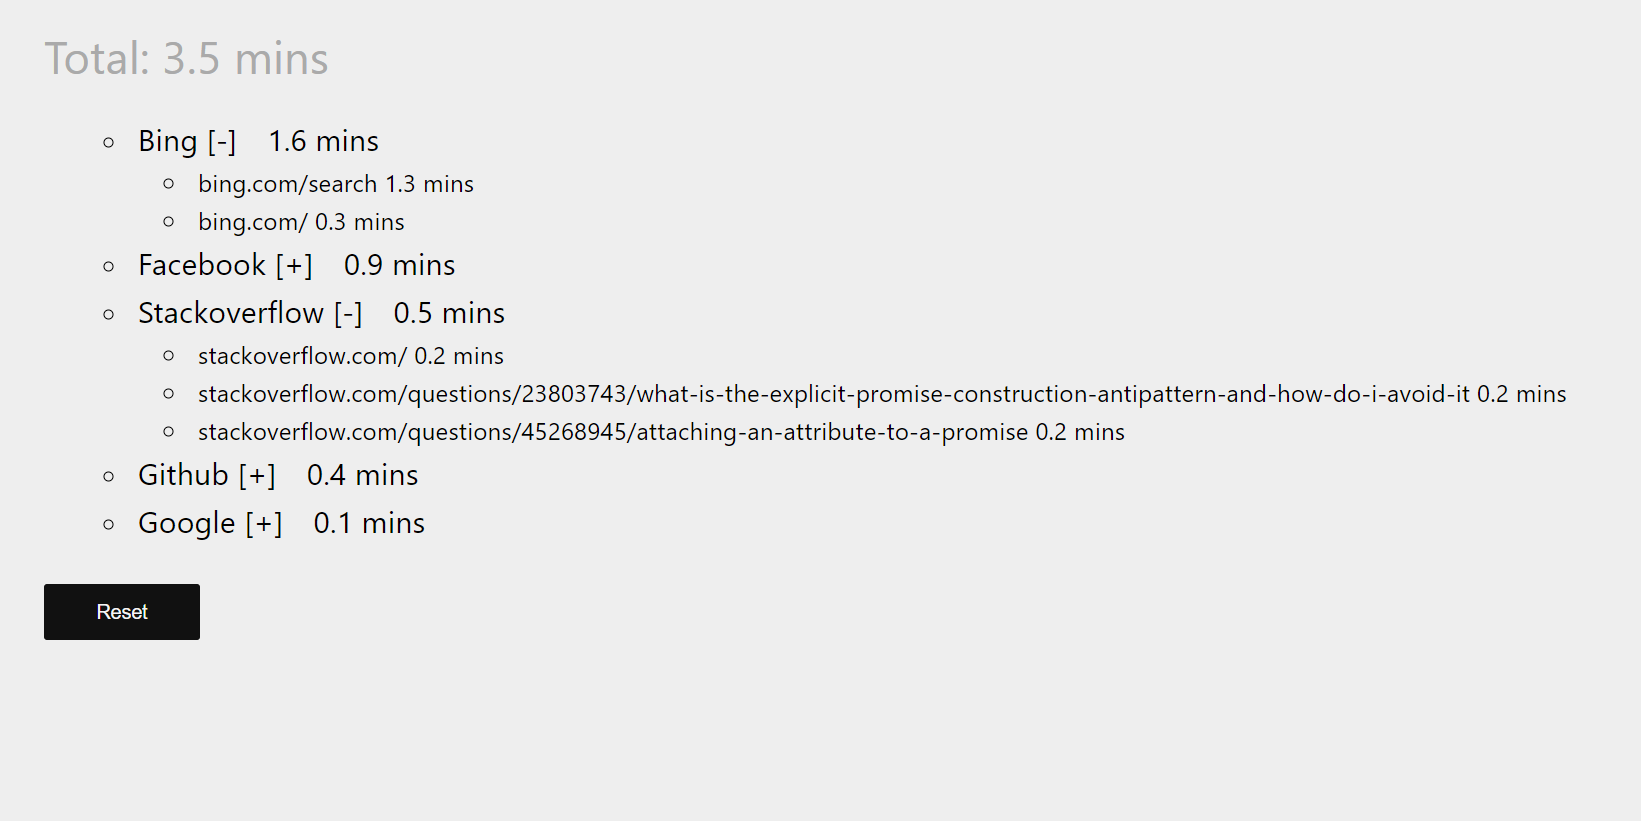 Total: 3.5 mins
Bing [-] 1.6 mins
bing.com/search 1.3 mins
bing.com/ 0.3 mins
Facebook [+] 0.9 mins
Stackoverflow [-] 0.5 mins
stackoverflow.com/ 0.2 mins
stackoverflow.com/questions/23803743/what-is-the-explicit-promise-construction-antipattern-and-how-do-i-avoid-it 0.2 mins
stackoverflow.com/questions/45268945/attaching-an-attribute-to-a-promise 0.2 mins
Github [+] 0.4 mins
Google [+] 0.1 mins
Reset